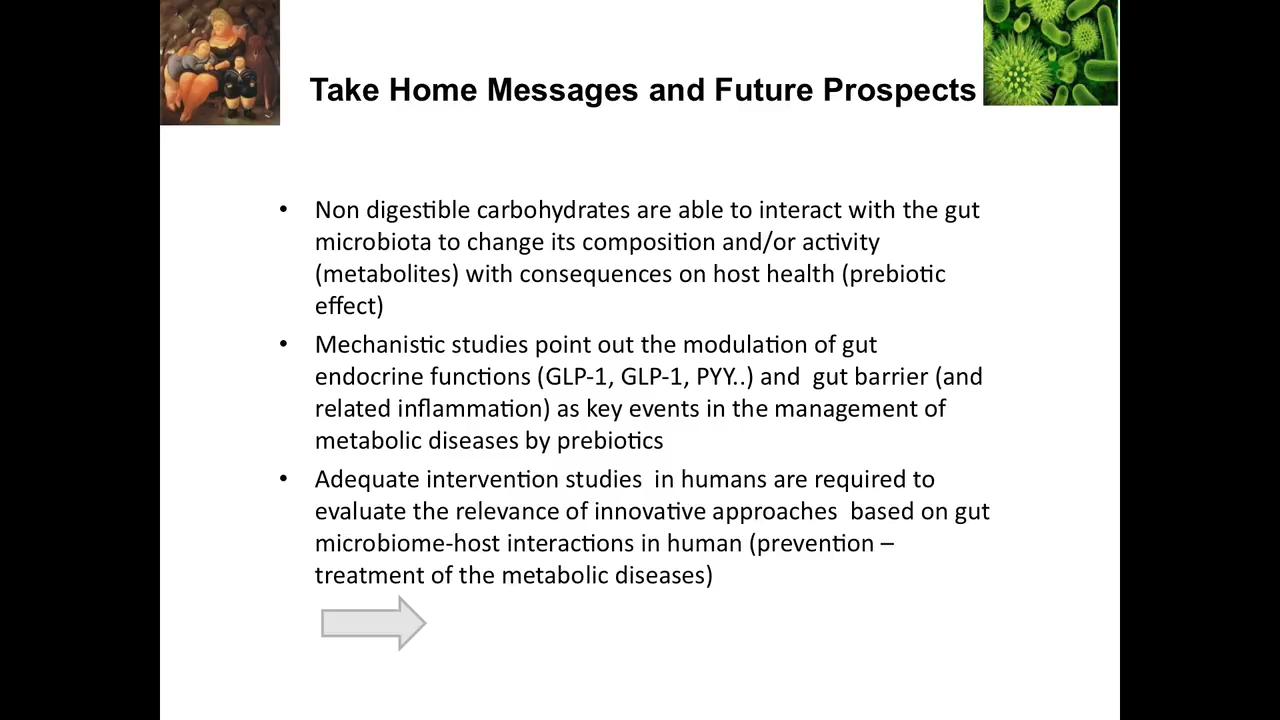 Take Home Messages and Future Prospects
• Non digestible carbohydrates are able to interact with the gut
microbiota to change its composition and/or activity
(metabolites) with consequences on host health (prebiotic
effect)
• Mechanistic studies point out the modulation of gut
endocrine functions (GLP-1, GLP-1, PYY..) and  gut barrier (and
related inflammation) as key events in the management of
metabolic diseases by prebiotics
• Adequate intervention studies  in humans are required to
evaluate the relevance of innovative approaches  based on gut
microbiome-host interactions in human (prevention –
treatment of the metabolic diseases)